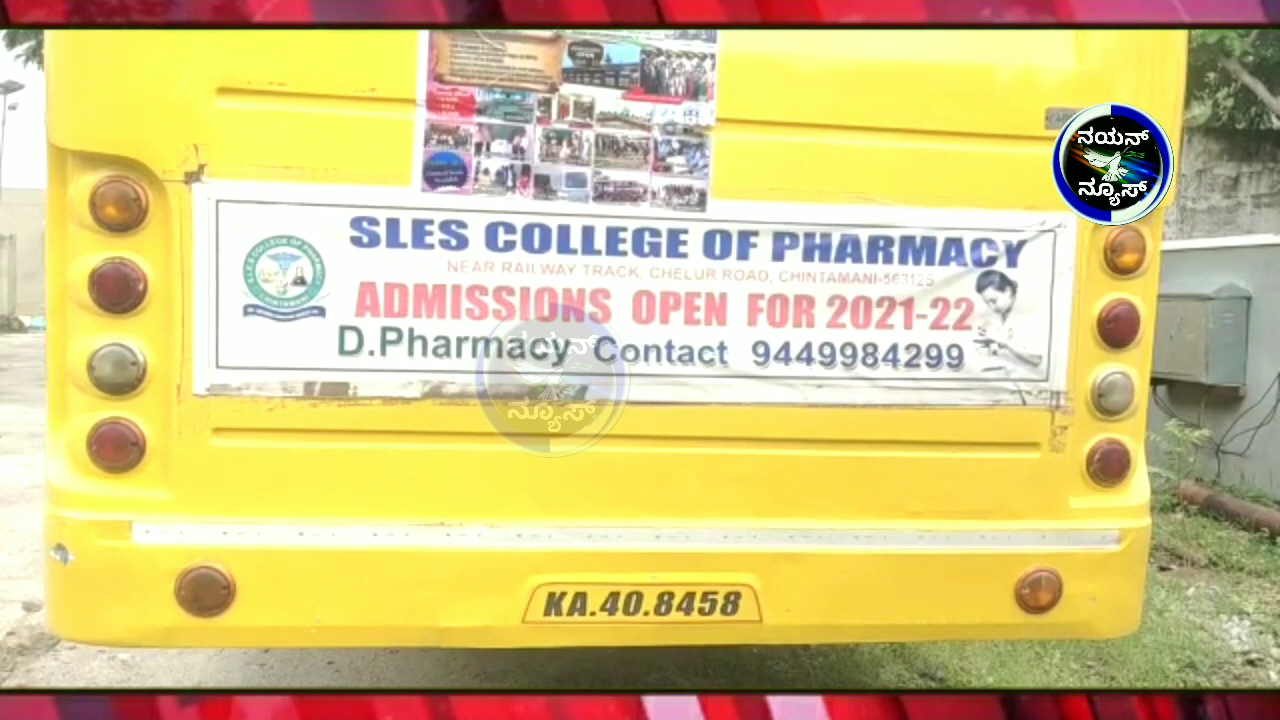 ನಯನ್
ನ್ಯೂಸ್
SLES COLLEGE OF PHARMACY
NEAR RAILWAY TRACK, CHELUR ROAD, CHINTAMANI-563125
ADMISSIONS OPEN FOR 2021-22
D.Pharmacy Contact 9449984299
ನಯನ್
ನ್ಯೂಸ್
KA.40.8458